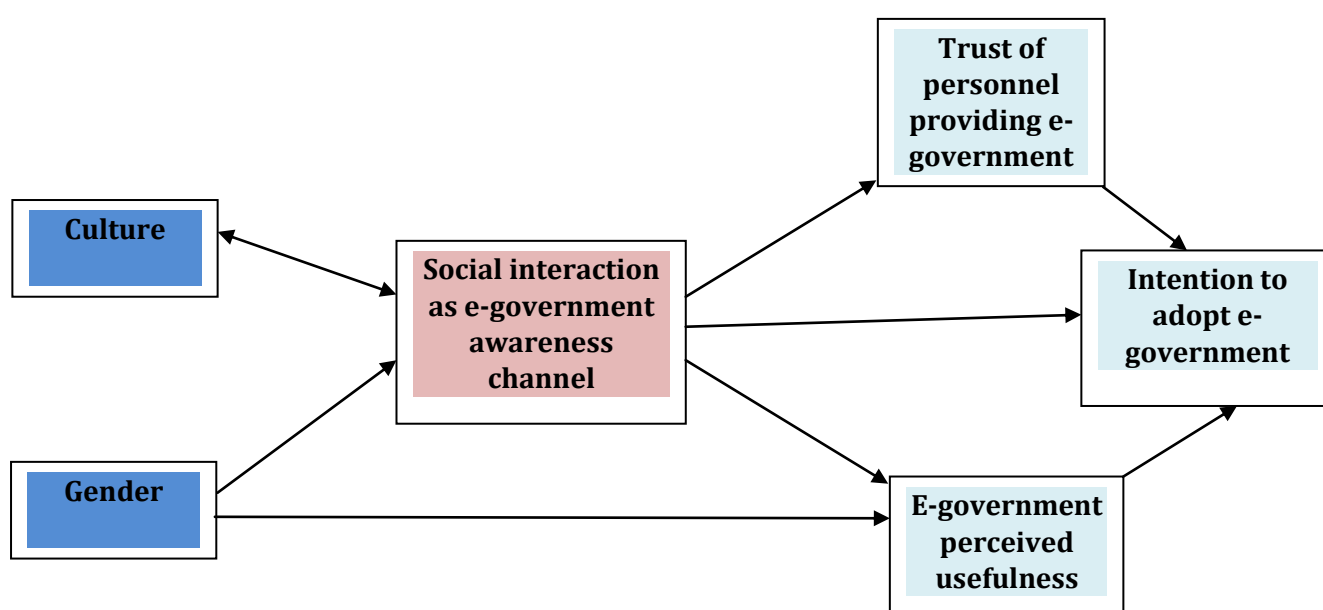 Culture
Gender
Social interaction
as e-government
awareness
channel
Trust of
personnel
providing e-
government
Intention to
adopt e-
government
E-government
perceived
usefulness